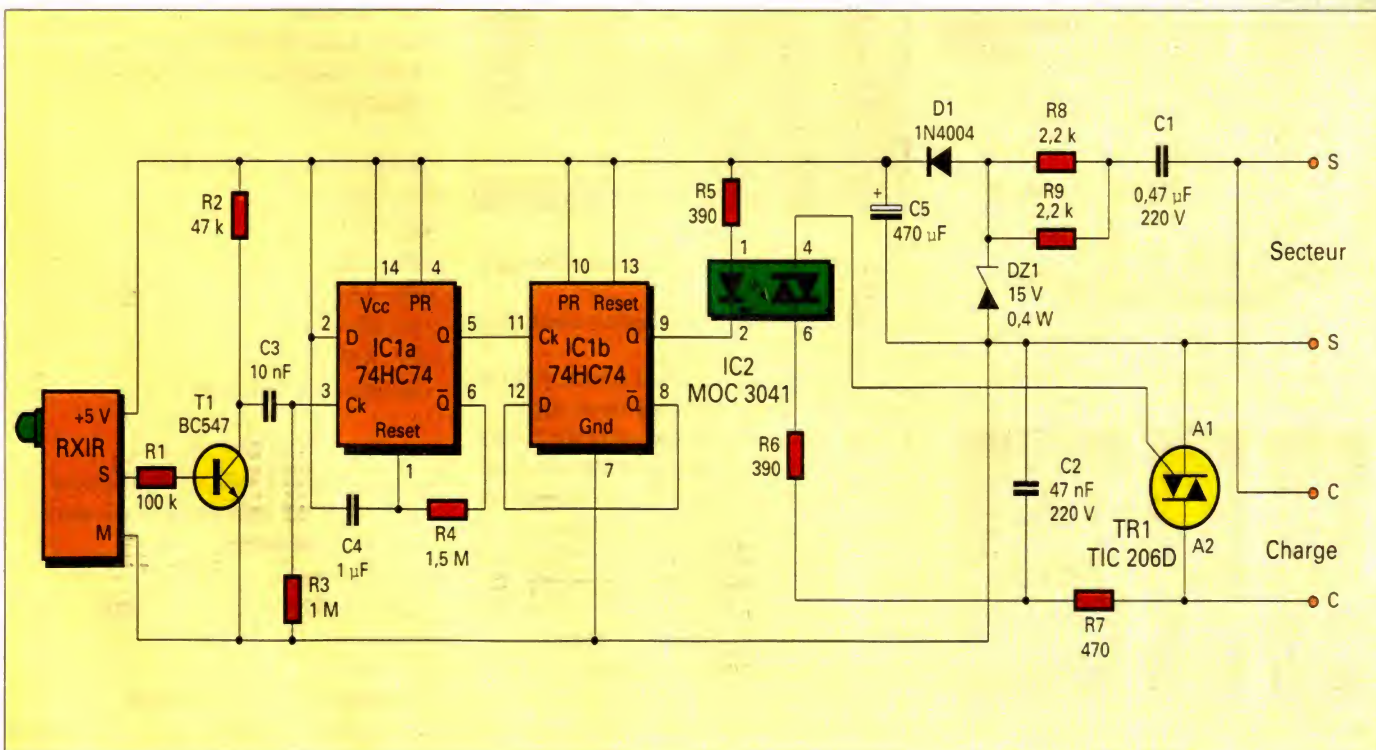 D1
1N4004
R8
2,2 k
C1
0,47 µF
220 V
S
R9
2,2 k
R2
47 k
R5
390
+
C5
470 µF
Secteur
14
4
10
13
1
4
DZ1
15 V
0,4 W
Vcc
PR
PR
Reset
2
D
Q
5
11
Ck
Q
9
2
6
S
C3
10 nF
IC1a
74HC74
IC1b
74HC74
IC2
MOC 3041
T1
BC547
3
Ck
Q
6
12
D
Q
8
+5 V
RXIR
S
M
R1
100 k
Reset
1
Gnd
7
R6
390
A1
C2
47 nF
220 V
C
C4
1 µF
R4
1,5 M
TR1
TIC 206D
A2
Charge
R3
1 M
C
R7
470